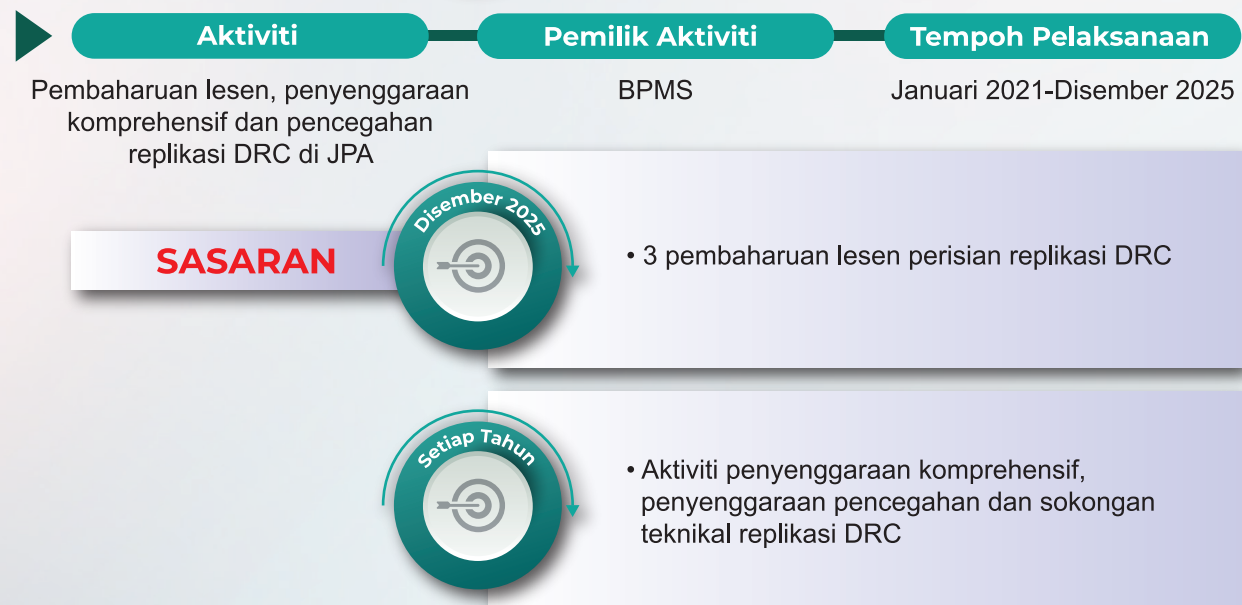 Aktiviti
Pemilik Aktiviti
Tempoh Pelaksanaan
Pembaharuan lesen, penyenggaraan
komprehensif dan pencegahan
replikasi DRC di JPA
BPMS
Januari 2021-Disember 2025
SASARAN
Disember 2025
• 3 pembaharuan lesen perisian replikasi DRC
Setiap Tahun
• Aktiviti penyenggaraan komprehensif,
penyenggaraan pencegahan dan sokongan
teknikal replikasi DRC